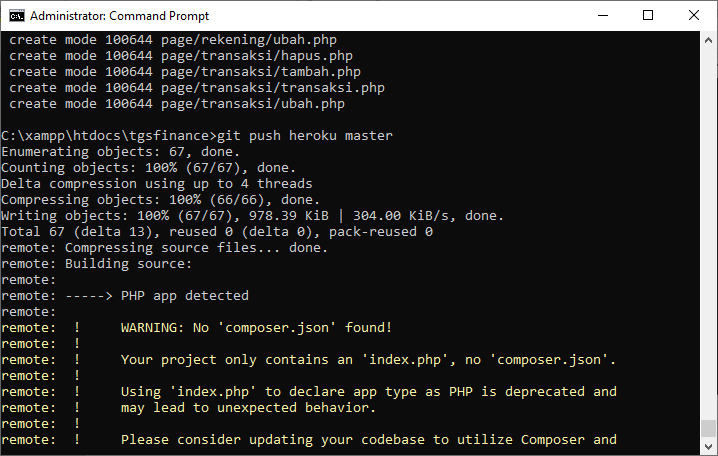 Administrator: Command Prompt
create mode 100644 page/rekening/ubah.php
create mode 100644 page/transaksi/hapus.php
create mode 100644 page/transaksi/tambah.php
create mode 100644 page/transaksi/transaksi.php
create mode 100644 page/transaksi/ubah.php
C:\xampp\htdocs\tgsfinance>git push heroku master
Enumerating objects: 67, done.
Counting objects: 100% (67/67), done.
Delta compression using up to 4 threads
Compressing objects: 100% (66/66), done.
Writing objects: 100% (67/67), 978.39 KiB | 304.00 KiB/s, done.
Total 67 (delta 13), reused 0 (delta 0), pack-reused 0
remote: Compressing source files... done.
remote: Building source:
remote:
remote: -----> PHP app detected
remote:
remote:  !     WARNING: No 'composer.json' found!
remote:  !
remote:  !     Your project only contains an 'index.php', no 'composer.json'.
remote:  !
remote:  !     Using 'index.php' to declare app type as PHP is deprecated and
remote:  !     may lead to unexpected behavior.
remote:  !
remote:  !     Please consider updating your codebase to utilize Composer and